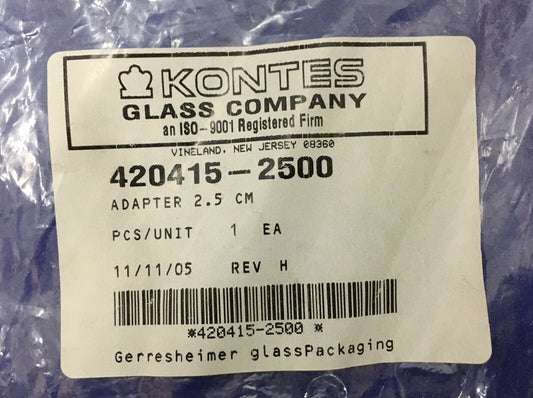 KONTES
GLASS COMPANY
an ISO-9001 Registered Firm
VINELAND, NEW JERSEY 08360
420415-2500
ADAPTER 2.5 CM
PCS/UNIT 1 EA
11/11/05 REV H
*420415-2500 *
Gerresheimer glassPackaging